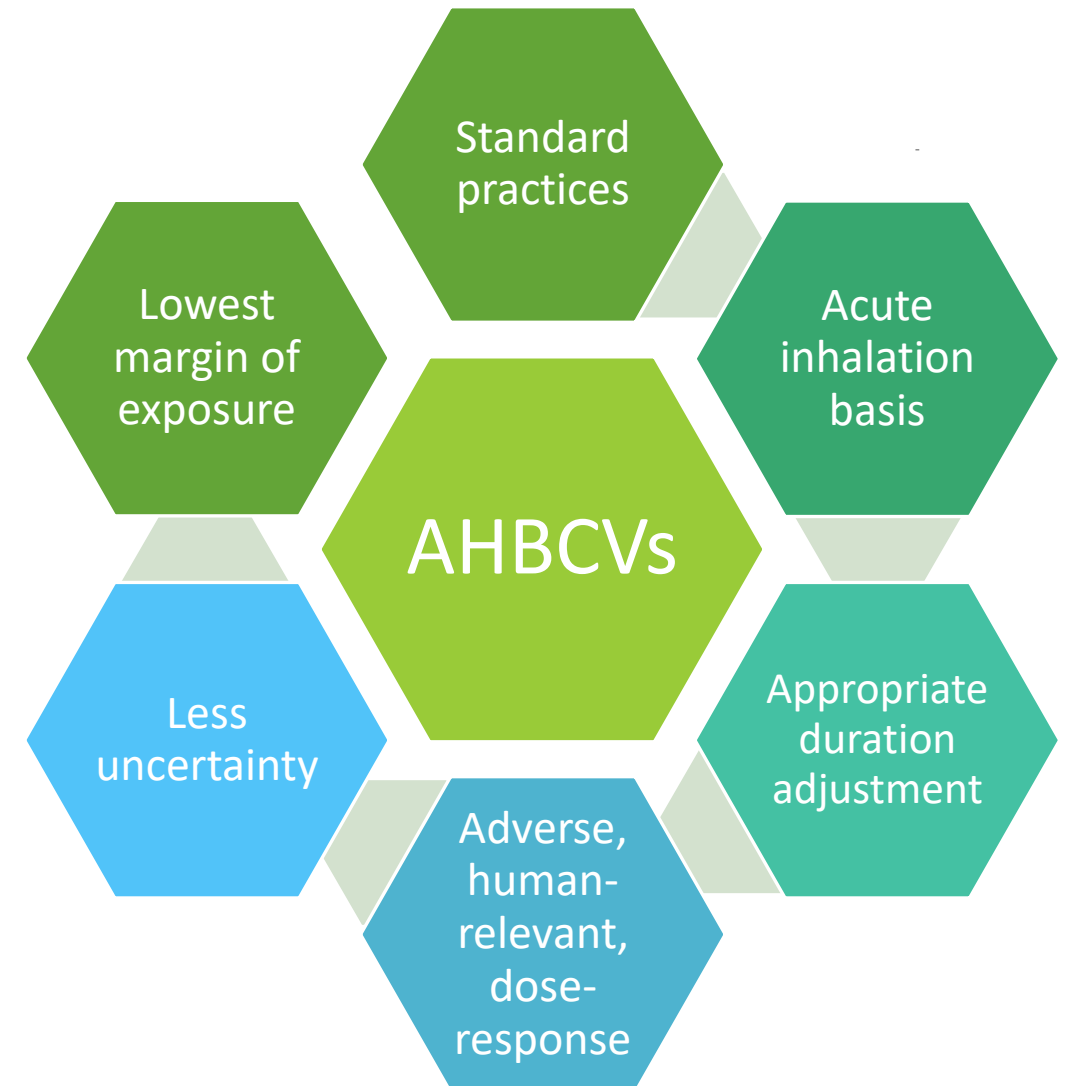 Standard
practices
Acute
inhalation
basis
Appropriate
duration
adjustment
Adverse,
human-
relevant,
dose-
response
Less
uncertainty
Lowest
margin of
exposure
AHBCVs